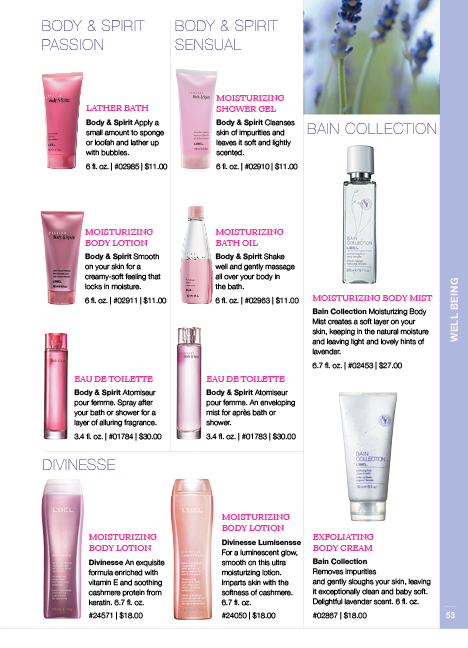 BODY & SPIRIT
PASSION
LATHER BATH
Body & Spirit Apply a
small amount to sponge
or loofah and lather up
with bubbles.
6 fl. oz. | #02985 | $11.00
MOISTURIZING
BODY LOTION
Body & Spirit Smooth
on your skin for a
creamy-soft feeling that
locks in moisture.
6 fl. oz. | #02911 | $11.00
EAU DE TOILETTE
Body & Spirit Atomiseur
pour femme. Spray after
your bath or shower for a
layer of alluring fragrance.
3.4 fl. oz. | #01784 | $30.00
BODY & SPIRIT
SENSUAL
MOISTURIZING
SHOWER GEL
Body & Spirit Cleanses
skin of impurities and
leaves it soft and lightly
scented.
6 fl. oz. | #02910 | $11.00
MOISTURIZING
BATH OIL
Body & Spirit Shake
well and gently massage
all over your body in
the bath.
6 fl. oz. | #02963 | $11.00
EAU DE TOILETTE
Body & Spirit Atomiseur
pour femme. An enveloping
mist for après bath or
shower.
3.4 fl. oz. | #01783 | $30.00
DIVINESSE
L'BEL
MOISTURIZING
BODY LOTION
Divinesse An exquisite
formula enriched with
vitamin E and soothing
cashmere protein from
keratin. 6.7 fl. oz.
#24571 | $18.00
L'BEL
MOISTURIZING
BODY LOTION
Divinesse Lumisensse
For a luminescent glow,
smooth on this ultra
moisturizing lotion.
Imparts skin with the
softness of cashmere.
6.7 fl. oz.
#24050 | $18.00
BAIN COLLECTION
BAIN
COLLECTION
L'BEL
MOISTURIZING BODY MIST
Bain Collection Moisturizing Body
Mist creates a soft layer on your
skin, keeping in the natural moisture
and leaving light and lovely hints of
lavender.
6.7 fl. oz. | #02453 | $27.00
BAIN
COLLECTION
L'BEL
EXFOLIATING
BODY CREAM
Bain Collection
Removes impurities
and gently sloughs your skin, leaving
it exceptionally clean and baby soft.
Delightful lavender scent. 6 fl. oz.
#02867 | $18.00
WELL BEING
53